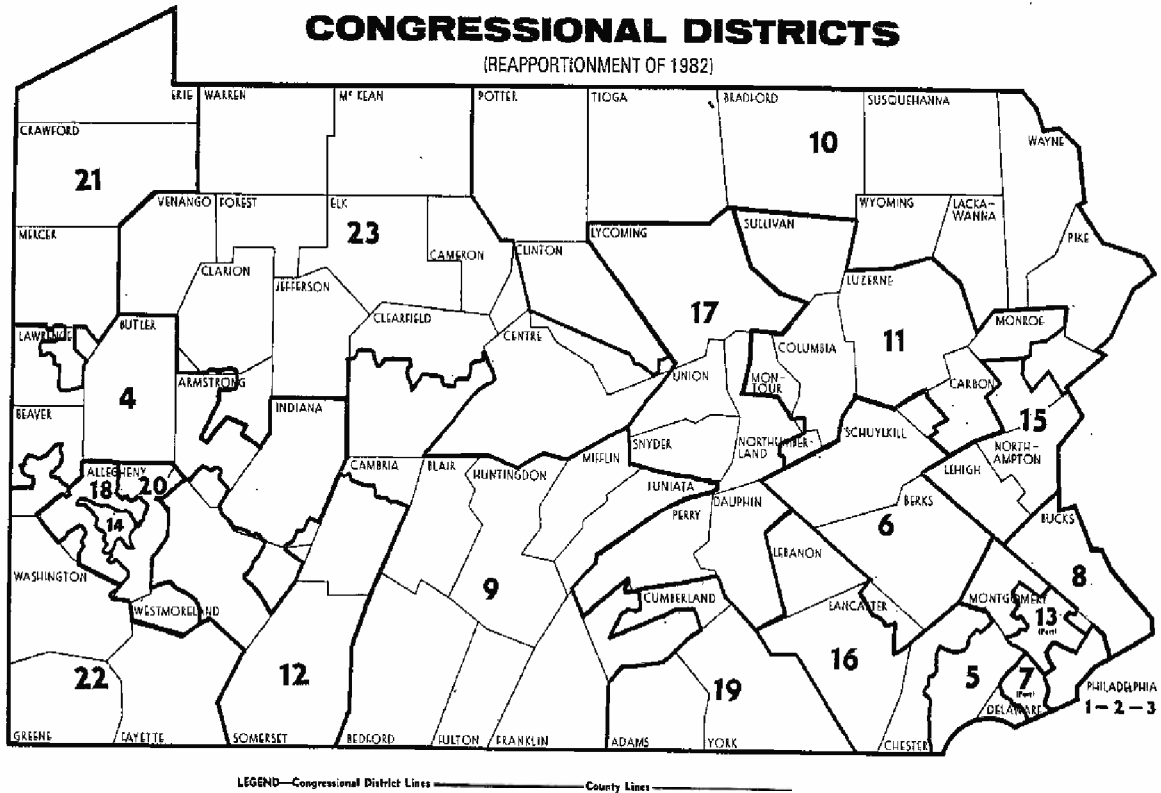 CONGRESSIONAL DISTRICTS
(REAPPORTIONMENT OF 1982)
ERIE
WARREN
Mc KEAN
POTTER
TIOGA
BRADFORD
SUSQUEHANNA
CRAWFORD
WAYNE
10
21
VENANGO
FOREST
ELK
WYOMING
LACKA-
WANNA
MERCER
23
LYCOMING
SULLIVAN
PIKE
CLINTON
CAMERON
CLARION
JEFFERSON
LUZERNE
BUTLER
CLEARFIELD
17
MONROE
LAWRENCE
CENTRE
11
COLUMBIA
UNION
MON-
TOUR
CARBON
ARMSTRONG
4
INDIANA
BEAVER
15
SCHUYLKILL
SNYDER
NORTHUMBER-
LAND
NORTH-
AMPTON
ALLEGHENY
CAMBRIA
BLAIR
HUNTINGDON
MIFFLIN
LEHIGH
18
20
JUNIATA
DAUPHIN
BERKS
PERRY
14
6
BUCKS
LEBANON
WASHINGTON
9
8
CUMBERLAND
MONTGOMERY
LANCASTER
WESTMORELAND
13
(Part)
16
22
12
19
5
7
(Part)
PHILADELPHIA
1-2-3
DELAWARE
GREENE
FAYETTE
SOMERSET
BEDFORD
FULTON
FRANKLIN
ADAMS
YORK
CHESTER
LEGEND—Congressional District Lines
County Lines